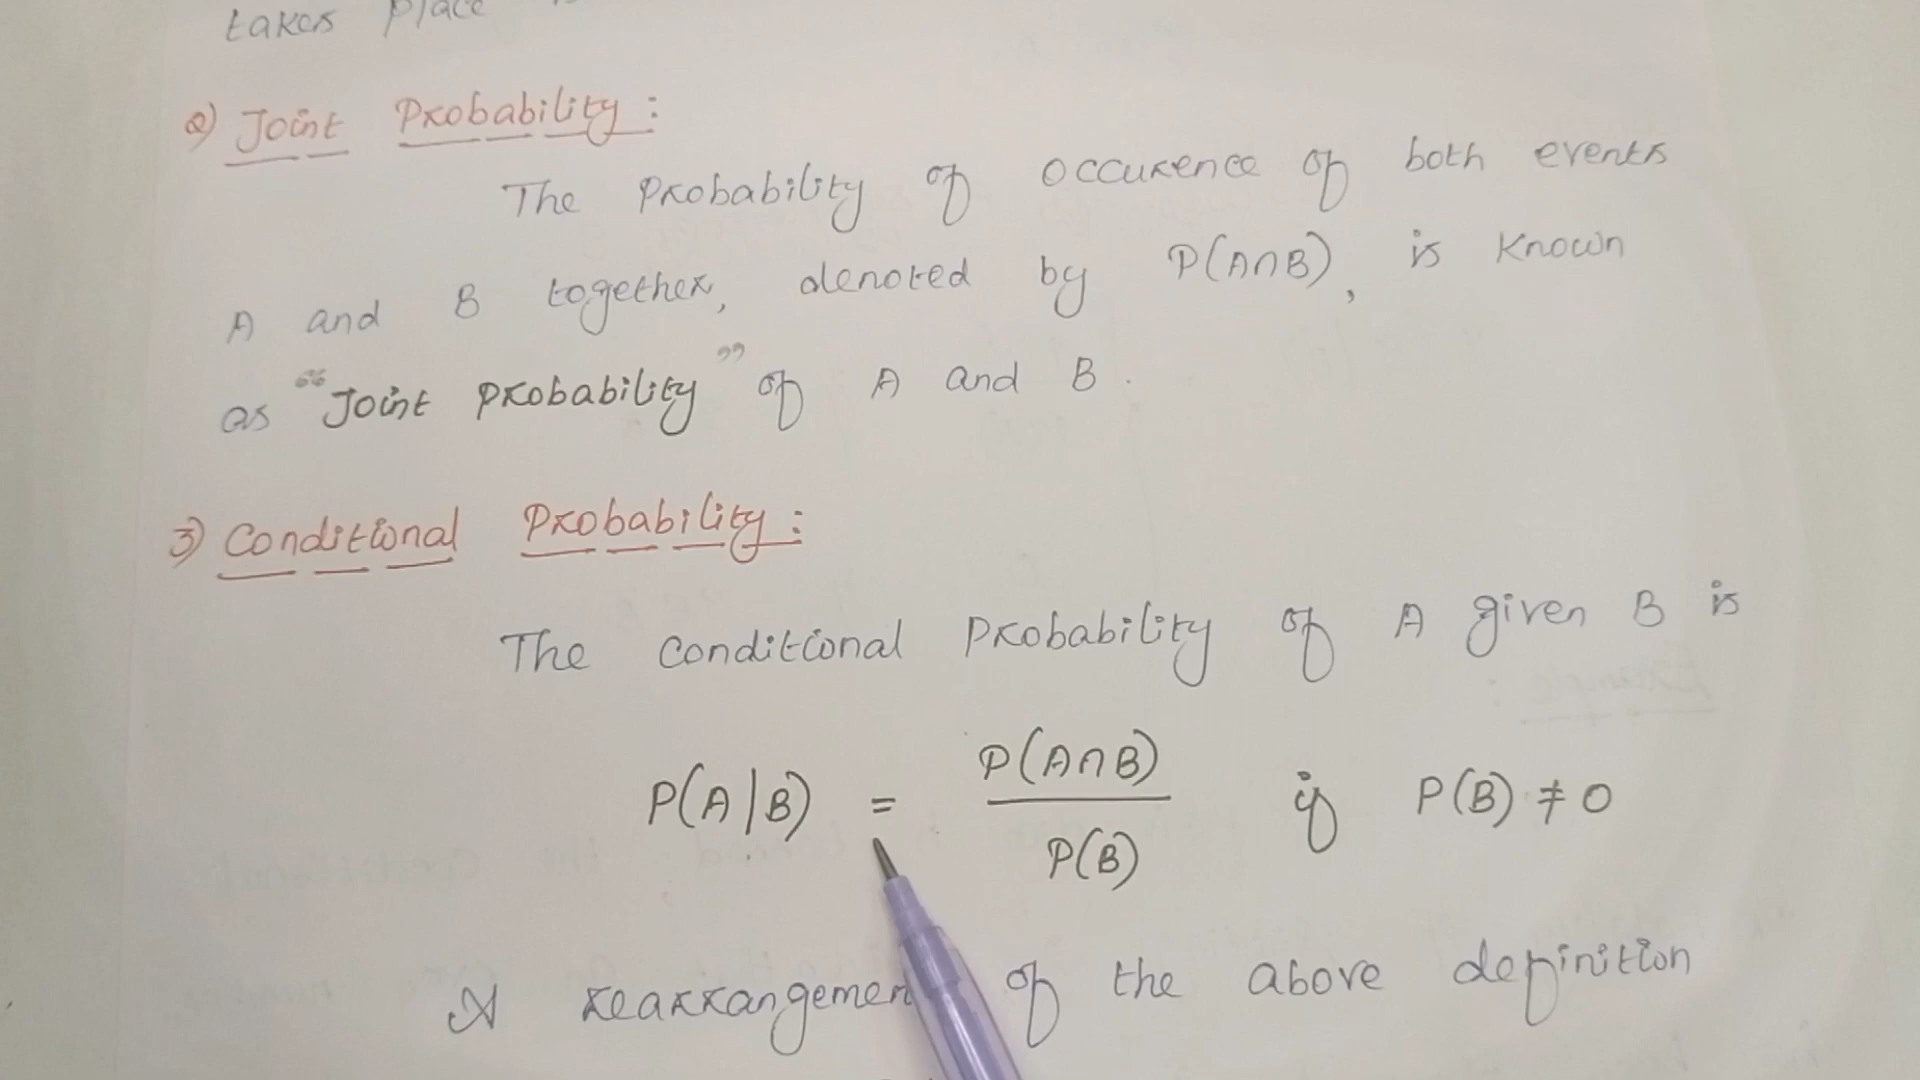 takes place
2) Joint Probability :
The Probability of occurence of both events
A and B together, denoted by P(A∩B), is known
as "Joint probability" of A and B.
3) Conditional Probability :
The conditional Probability of A given B is
P(A|B) = P(A∩B) / P(B) if P(B) ≠ 0
A rearrangemen of the above definition